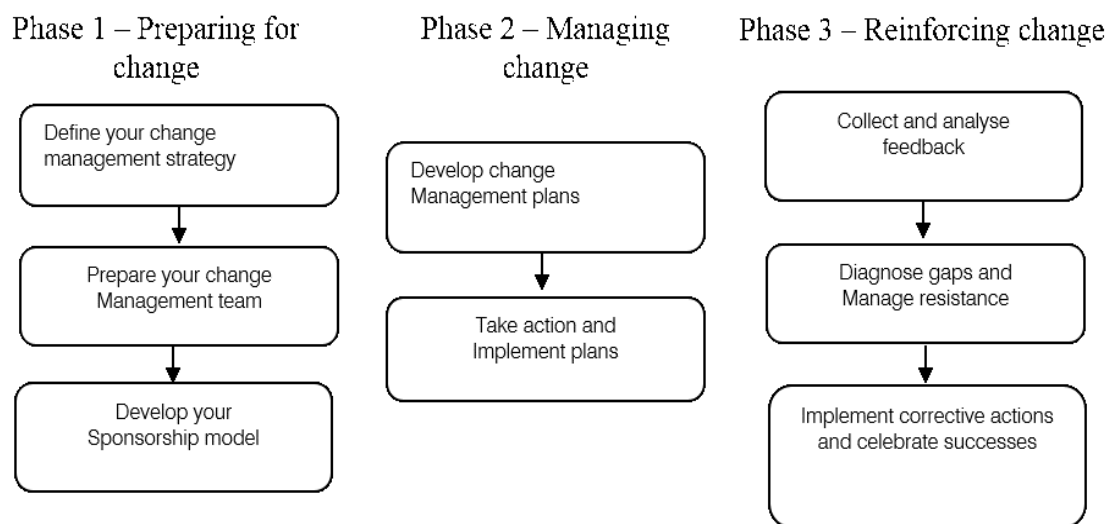 Phase 1 – Preparing for
change
Define your change
management strategy
Prepare your change
Management team
Develop your
Sponsorship model
Phase 2 – Managing
change
Develop change
Management plans
Take action and
Implement plans
Phase 3 – Reinforcing change
Collect and analyse
feedback
Diagnose gaps and
Manage resistance
Implement corrective actions
and celebrate successes